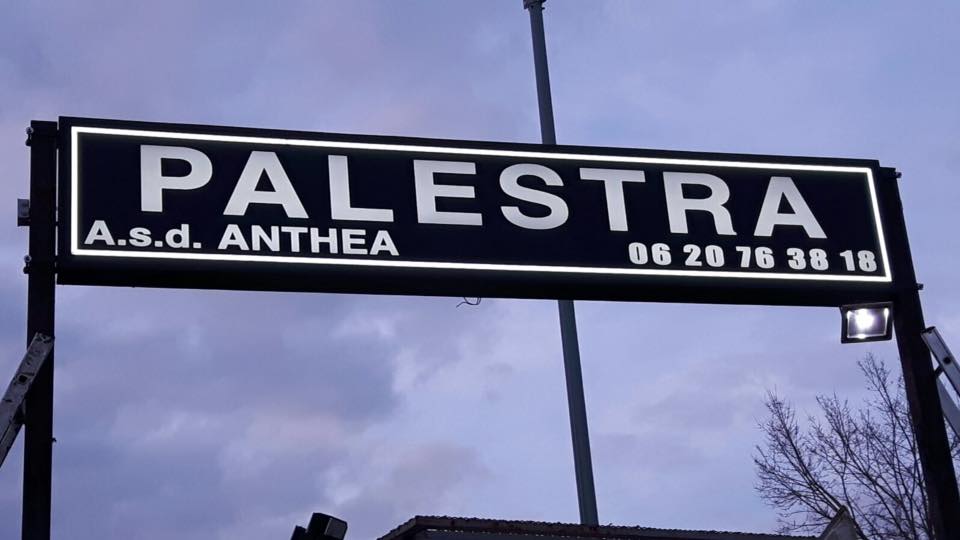 PALESTRA
A.s.d. ANTHEA
06 20 76 38 18